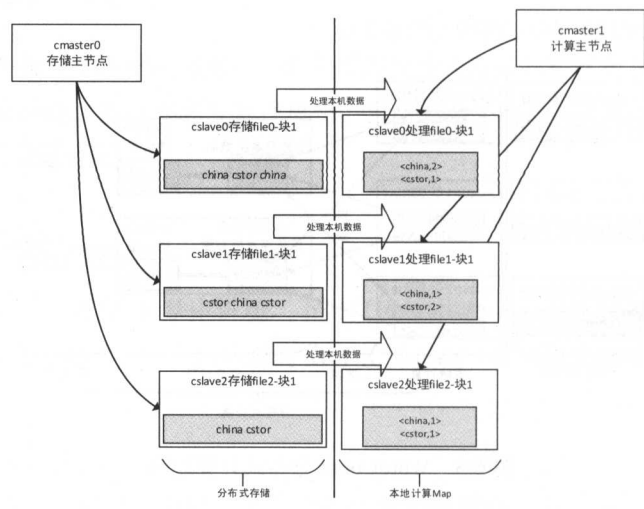 cmaster0
存储主节点
cmaster1
计算主节点
处理本机数据
cslave0存储file0-块1
china cstor china
cslave0处理file0-块1
<china,2>
<cstor,1>
处理本机数据
cslave1存储file1-块1
cstor china cstor
cslave1处理file1-块1
<china,1>
<cstor,2>
处理本机数据
cslave2存储file2-块1
china cstor
cslave2处理file2-块1
<china,1>
<cstor,1>
分布式存储
本地计算Map